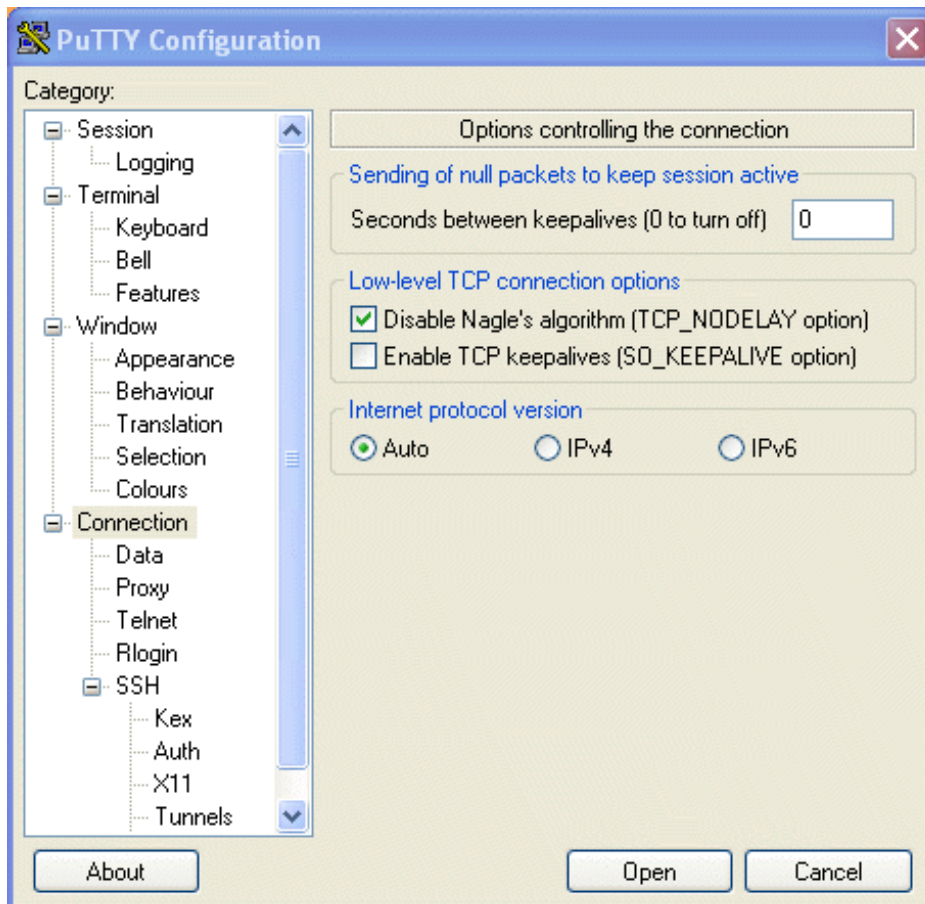 PuTTY Configuration
Category:
Session
Logging
Terminal
Keyboard
Bell
Features
Window
Appearance
Behaviour
Translation
Selection
Colours
Connection
Data
Proxy
Telnet
Rlogin
SSH
Kex
Auth
X11
Tunnels
Options controlling the connection
Sending of null packets to keep session active
Seconds between keepalives (0 to turn off) 0
Low-level TCP connection options
Disable Nagle's algorithm (TCP_NODELAY option)
Enable TCP keepalives (SO_KEEPALIVE option)
Internet protocol version
Auto IPv4 IPv6
About Open Cancel